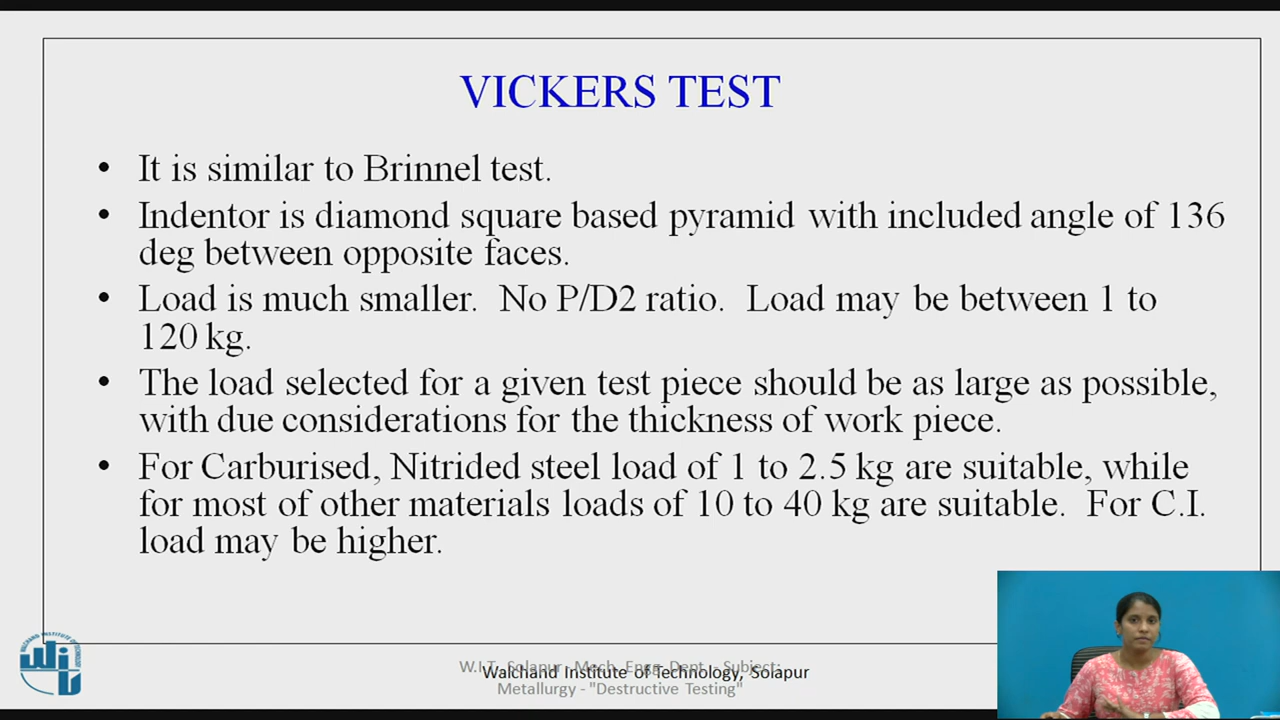 VICKERS TEST
• It is similar to Brinnel test.
• Indentor is diamond square based pyramid with included angle of 136
deg between opposite faces.
• Load is much smaller.  No P/D2 ratio.  Load may be between 1 to
120 kg.
• The load selected for a given test piece should be as large as possible,
with due considerations for the thickness of work piece.
• For Carburised, Nitrided steel load of 1 to 2.5 kg are suitable, while
for most of other materials loads of 10 to 40 kg are suitable.  For C.I.
load may be higher.
WALCHAND INSTITUTE OF TECHNOLOGY
WIT
W.I.T, Solapur - Mech. Engg. Dept. - Subject:
Walchand Institute of Technology, Solapur
Metallurgy - "Destructive Testing"